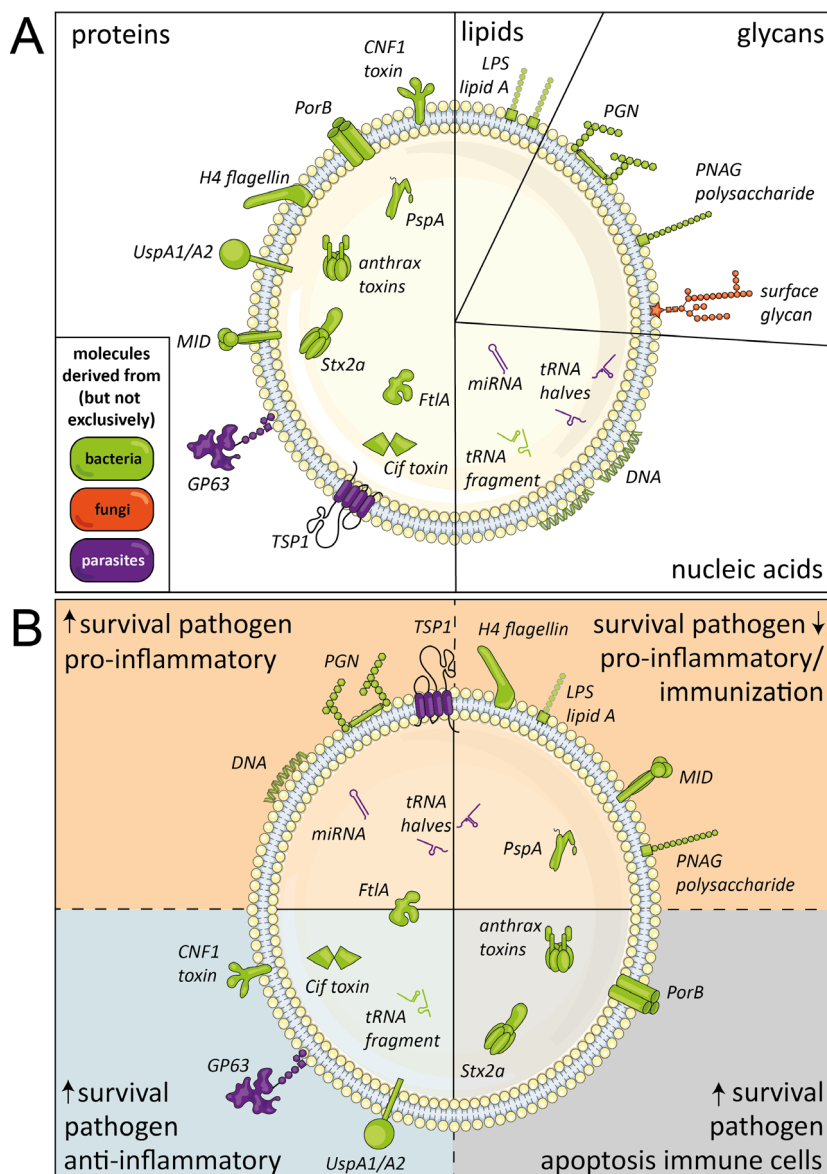 A
proteins
lipids
glycans
CNF1
toxin
LPS
lipid A
PorB
PGN
H4 flagellin
PspA
PNAG
polysaccharide
UspA1/A2
anthrax
toxins
surface
glycan
MID
Stx2a
miRNA
tRNA
halves
molecules
derived from
(but not
exclusively)
bacteria
fungi
parasites
FtlA
GP63
Cif toxin
tRNA
fragment
DNA
TSP1
nucleic acids
B
↑survival pathogen
pro-inflammatory
TSP1
H4 flagellin
survival pathogen↓
pro-inflammatory/
immunization
PGN
LPS
lipid A
DNA
MID
miRNA
tRNA
halves
PspA
PNAG
polysaccharide
FtlA
anthrax
toxins
CNF1
toxin
Cif toxin
PorB
tRNA
fragment
Stx2a
GP63
↑survival
pathogen
anti-inflammatory
UspA1/A2
↑ survival
pathogen
apoptosis immune cells